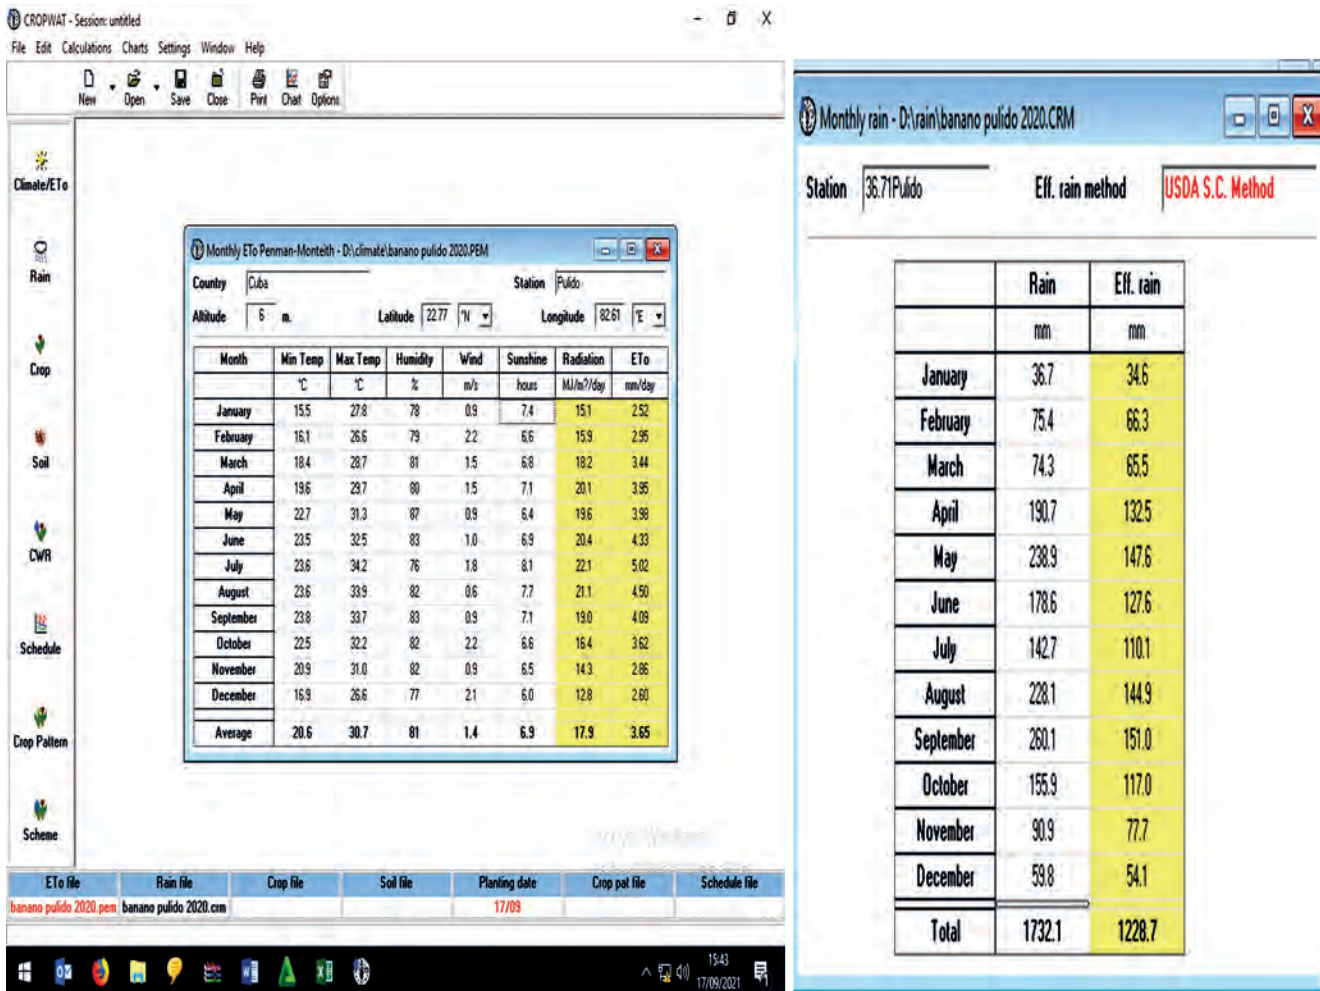 CROPWAT - Session: untitled
File Edit Calculations Charts Settings Window Help
New Open Save Close Print Chart Options
Climate/ETo
Rain
Crop
Soil
CWR
Schedule
Crop Pattern
Scheme
Monthly ETo Penman-Monteith - D:\climate\banano pulido 2020.PEM
Country Cuba Station Pulido
Altitude 6 m. Latitude 22.77 °N Longitude 82.61 °E
Month Min Temp Max Temp Humidity Wind Sunshine Radiation ETo
°C °C % m/s hours MJ/m?/day mm/day
January 15.5 27.8 78 0.9 7.4 15.1 2.52
February 16.1 26.6 79 2.2 6.6 15.9 2.95
March 18.4 28.7 81 1.5 6.8 18.2 3.44
April 19.6 29.7 80 1.5 7.1 20.1 3.95
May 22.7 31.3 87 0.9 6.4 19.6 3.98
June 23.5 32.5 83 1.0 6.9 20.4 4.33
July 23.6 34.2 76 1.8 8.1 22.1 5.02
August 23.6 33.9 82 0.6 7.7 21.1 4.50
September 23.8 33.7 83 0.9 7.1 19.0 4.09
October 22.5 32.2 82 2.2 6.6 16.4 3.62
November 20.9 31.0 82 0.9 6.5 14.3 2.86
December 16.9 26.6 77 2.1 6.0 12.8 2.60
Average 20.6 30.7 81 1.4 6.9 17.9 3.65
ETo file Rain file Crop file Soil file Planting date Crop pat file Schedule file
banano pulido 2020.pem banano pulido 2020.crm 17/09
15:43
17/09/2021
Monthly rain - D:\rain\banano pulido 2020.CRM
Station 36.71Pulido Eff. rain method USDA S.C. Method
Rain Eff. rain
mm mm
January 36.7 34.6
February 75.4 66.3
March 74.3 65.5
April 190.7 132.5
May 238.9 147.6
June 178.6 127.6
July 142.7 110.1
August 228.1 144.9
September 260.1 151.0
October 155.9 117.0
November 90.9 77.7
December 59.8 54.1
Total 1732.1 1228.7